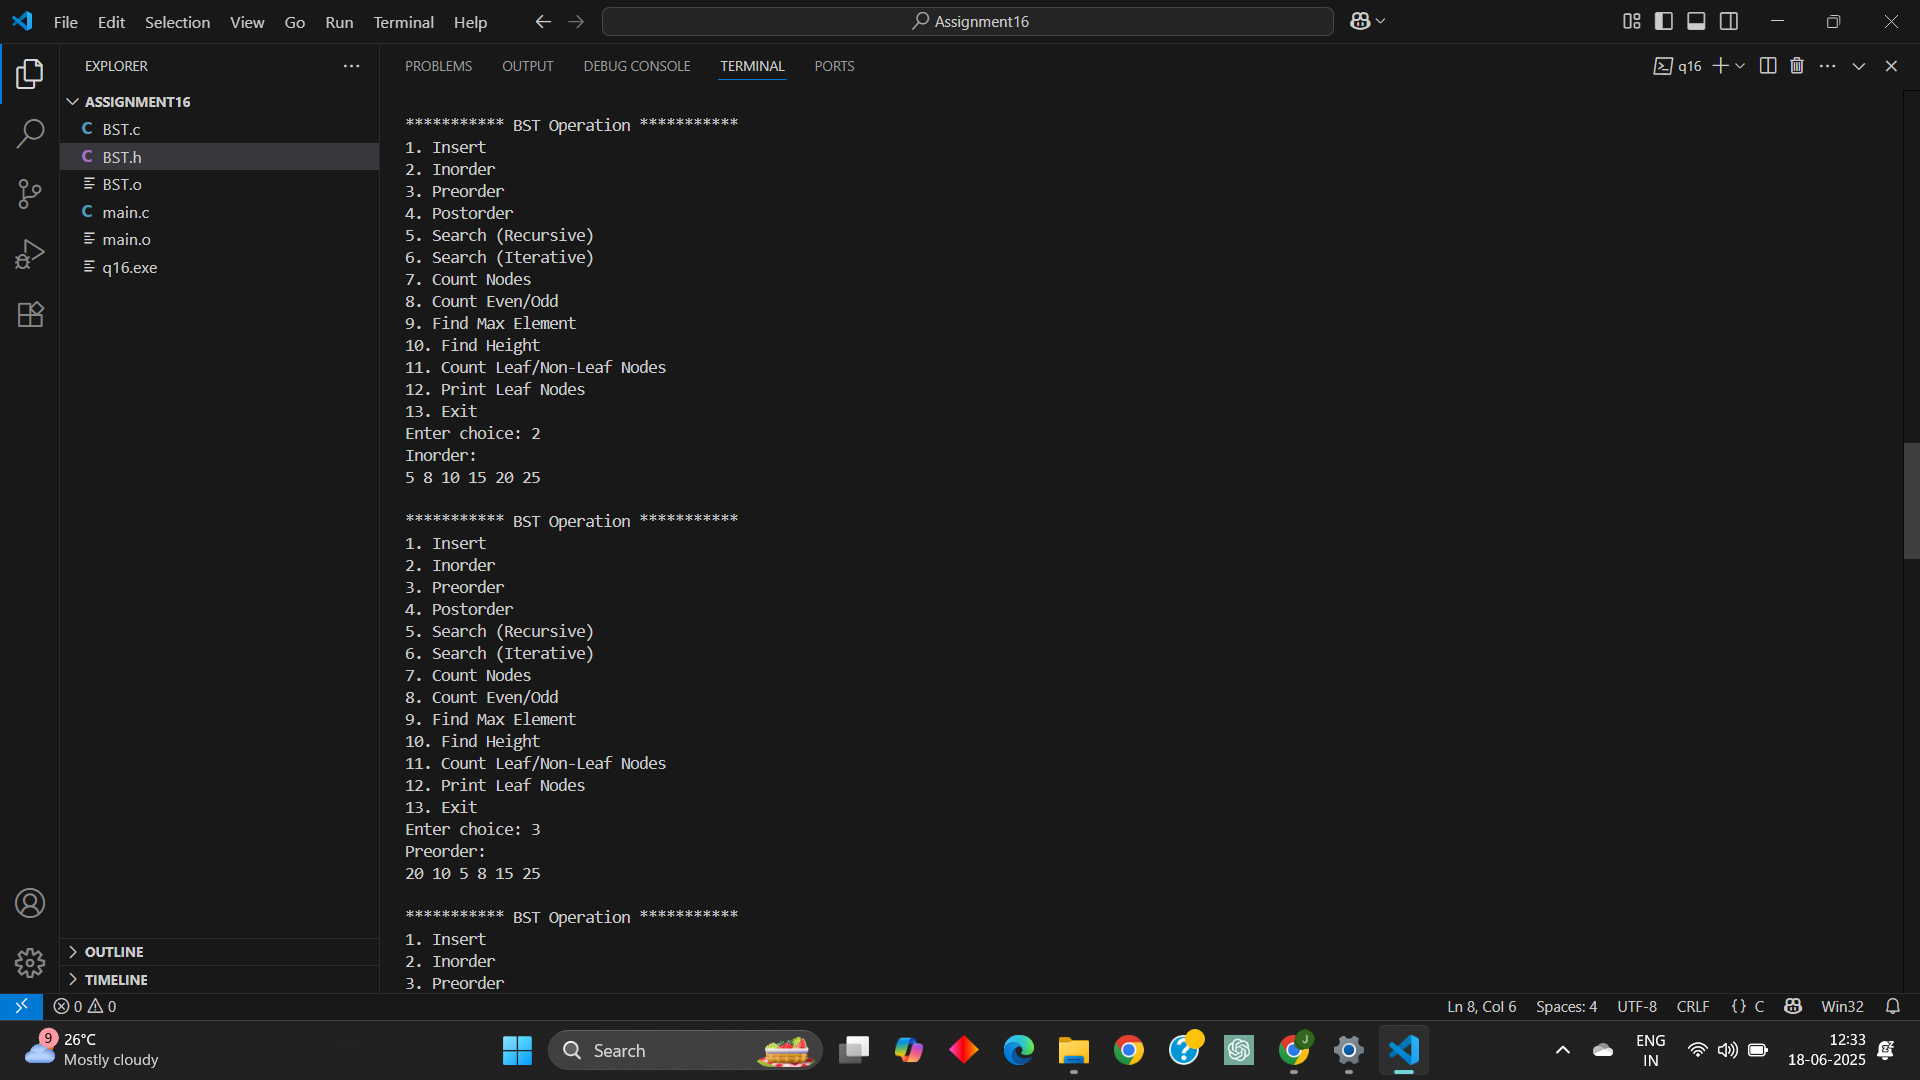 File Edit Selection View Go Run Terminal Help
Assignment16
EXPLORER
ASSIGNMENT16
C BST.c
C BST.h
BST.o
C main.c
main.o
q16.exe
OUTLINE
TIMELINE
PROBLEMS OUTPUT DEBUG CONSOLE TERMINAL PORTS
q16
*********** BST Operation ***********
1. Insert
2. Inorder
3. Preorder
4. Postorder
5. Search (Recursive)
6. Search (Iterative)
7. Count Nodes
8. Count Even/Odd
9. Find Max Element
10. Find Height
11. Count Leaf/Non-Leaf Nodes
12. Print Leaf Nodes
13. Exit
Enter choice: 2
Inorder:
5 8 10 15 20 25
*********** BST Operation ***********
1. Insert
2. Inorder
3. Preorder
4. Postorder
5. Search (Recursive)
6. Search (Iterative)
7. Count Nodes
8. Count Even/Odd
9. Find Max Element
10. Find Height
11. Count Leaf/Non-Leaf Nodes
12. Print Leaf Nodes
13. Exit
Enter choice: 3
Preorder:
20 10 5 8 15 25
*********** BST Operation ***********
1. Insert
2. Inorder
3. Preorder
0 0
Ln 8, Col 6 Spaces: 4 UTF-8 CRLF {} C Win32
9
26°C
Mostly cloudy
Search
J
ENG
IN
12:33
18-06-2025